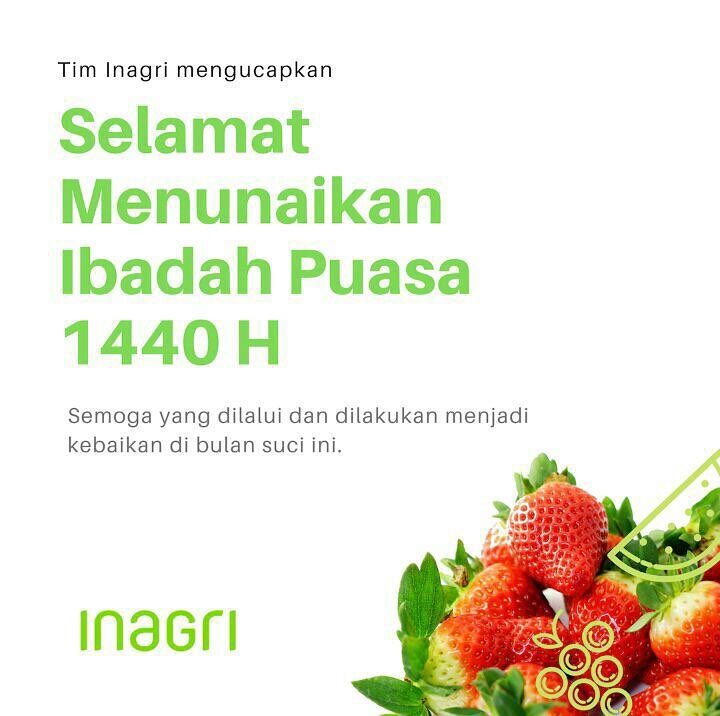 Tim Inagri mengucapkan
Selamat
Menunaikan
Ibadah Puasa
1440 H
Semoga yang dilalui dan dilakukan menjadi
kebaikan di bulan suci ini.
INAGRI